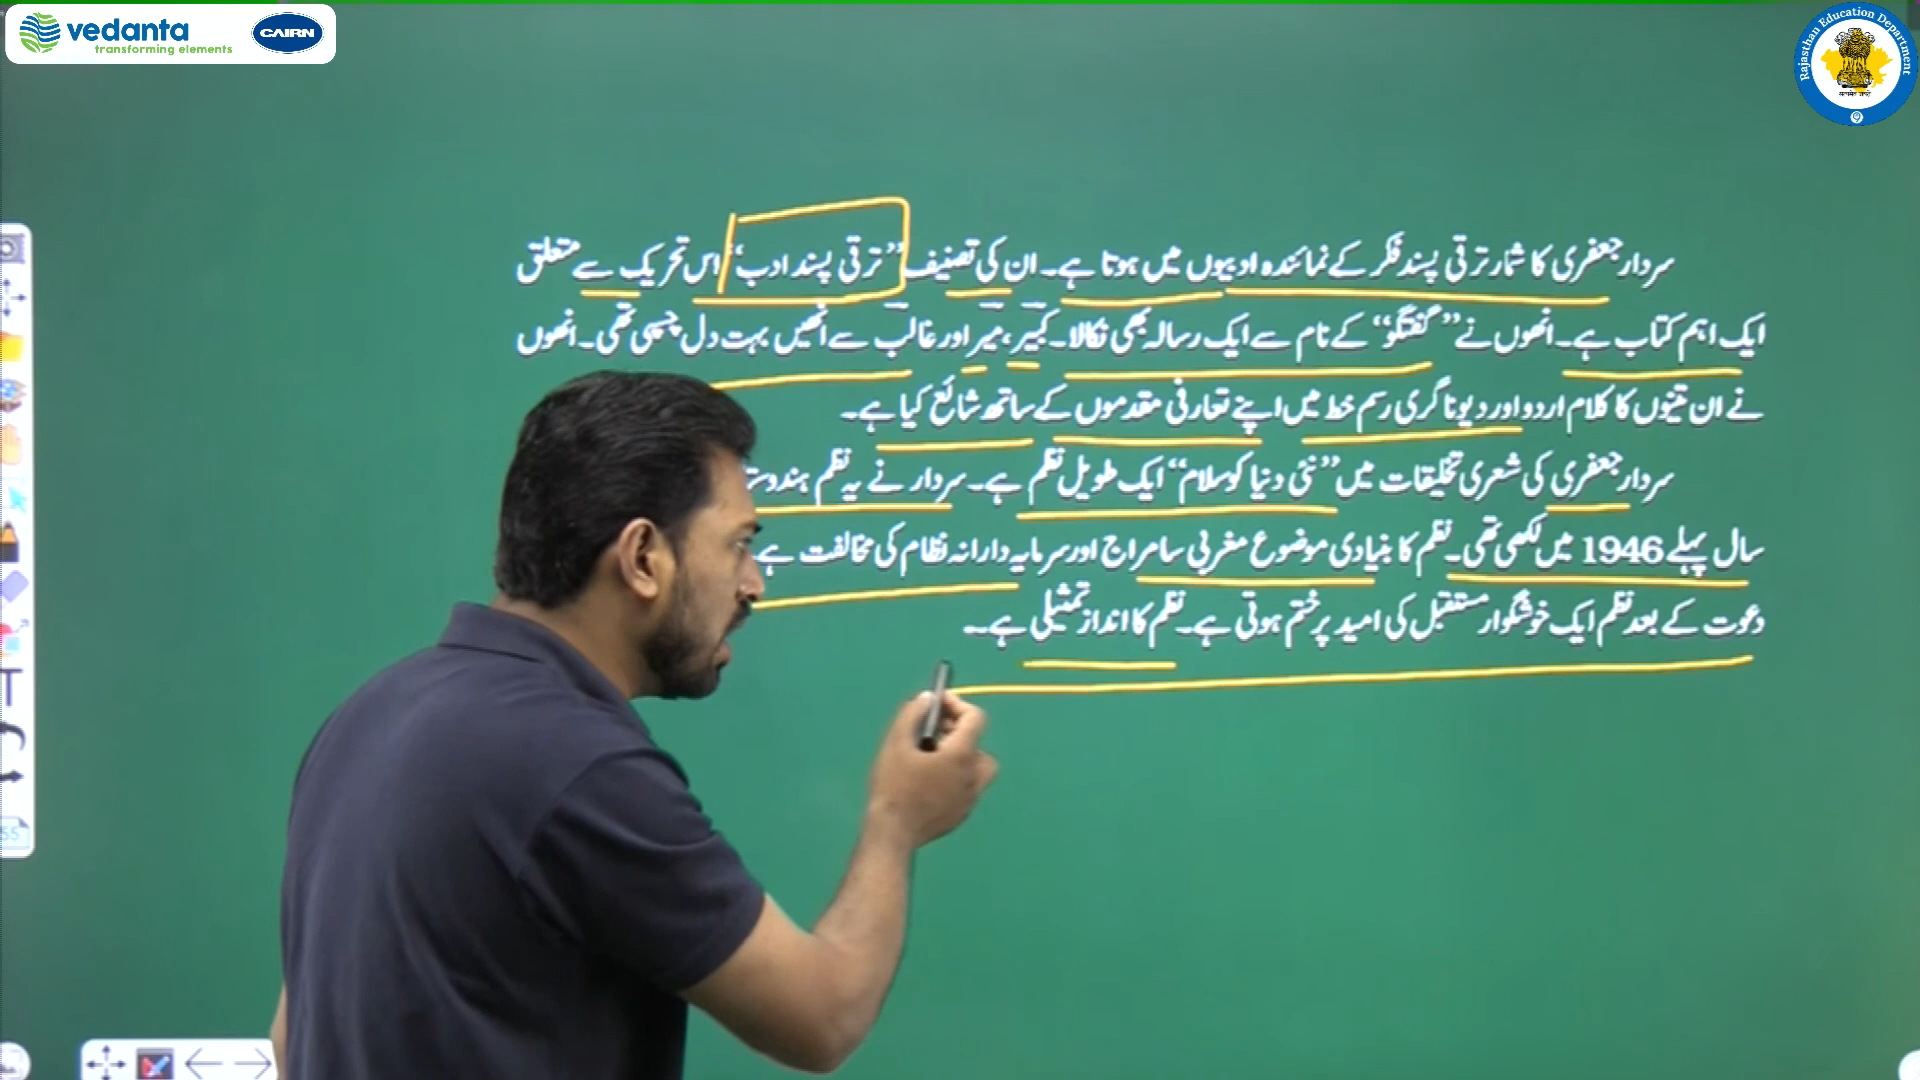 vedanta
transforming elements
CAIRN
Rajasthan Education Department
سردار جعفری کا شمار ترقی پسند فکر کے نمائندہ ادیبوں میں ہوتا ہے۔ ان کی تصنیف ”ترقی پسند ادب“ اس تحریک سے متعلق
ایک اہم کتاب ہے۔ انھوں نے ”گفتگو“ کے نام سے ایک رسالہ بھی نکالا۔ کبیر، میر اور غالب سے انھیں بہت دل چسپی تھی۔ انھوں
نے ان تینوں کا کلام اردو اور دیوناگری رسم خط میں اپنے تعارفی مقدموں کے ساتھ شائع کیا ہے۔
سردار جعفری کی شعری تخلیقات میں ”نئی دنیا کو سلام“ ایک طویل نظم ہے۔ سردار نے یہ نظم
سال پہلے 1946 میں لکھی تھی۔ نظم کا بنیادی موضوع مغربی سامراج اور سرمایہ دارانہ نظام کی مخالفت ہے
دعوت کے بعد نظم ایک خوشگوار مستقبل کی امید پر ختم ہوتی ہے۔ نظم کا انداز تمثیلی ہے۔۔
T
55